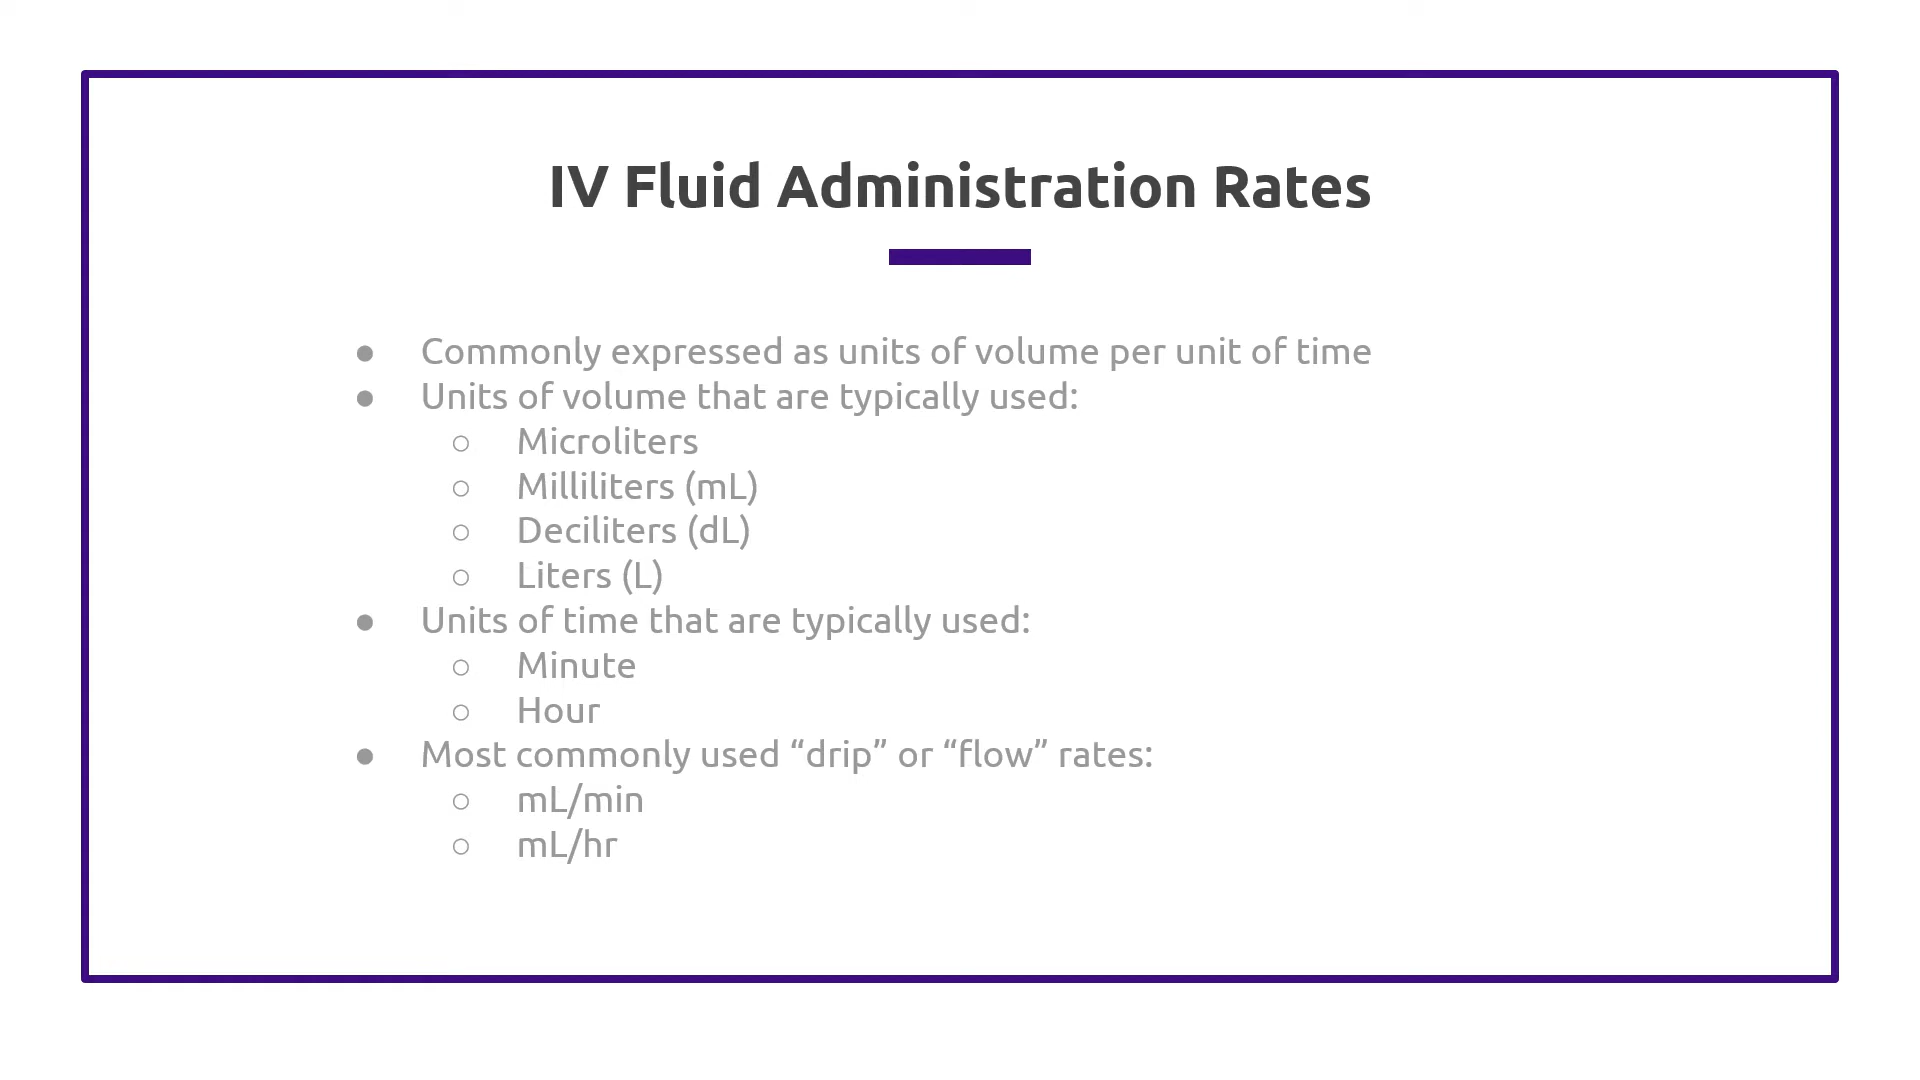 IV Fluid Administration Rates
● Commonly expressed as units of volume per unit of time
● Units of volume that are typically used:
○ Microliters
○ Milliliters (mL)
○ Deciliters (dL)
○ Liters (L)
● Units of time that are typically used:
○ Minute
○ Hour
● Most commonly used “drip” or “flow” rates:
○ mL/min
○ mL/hr